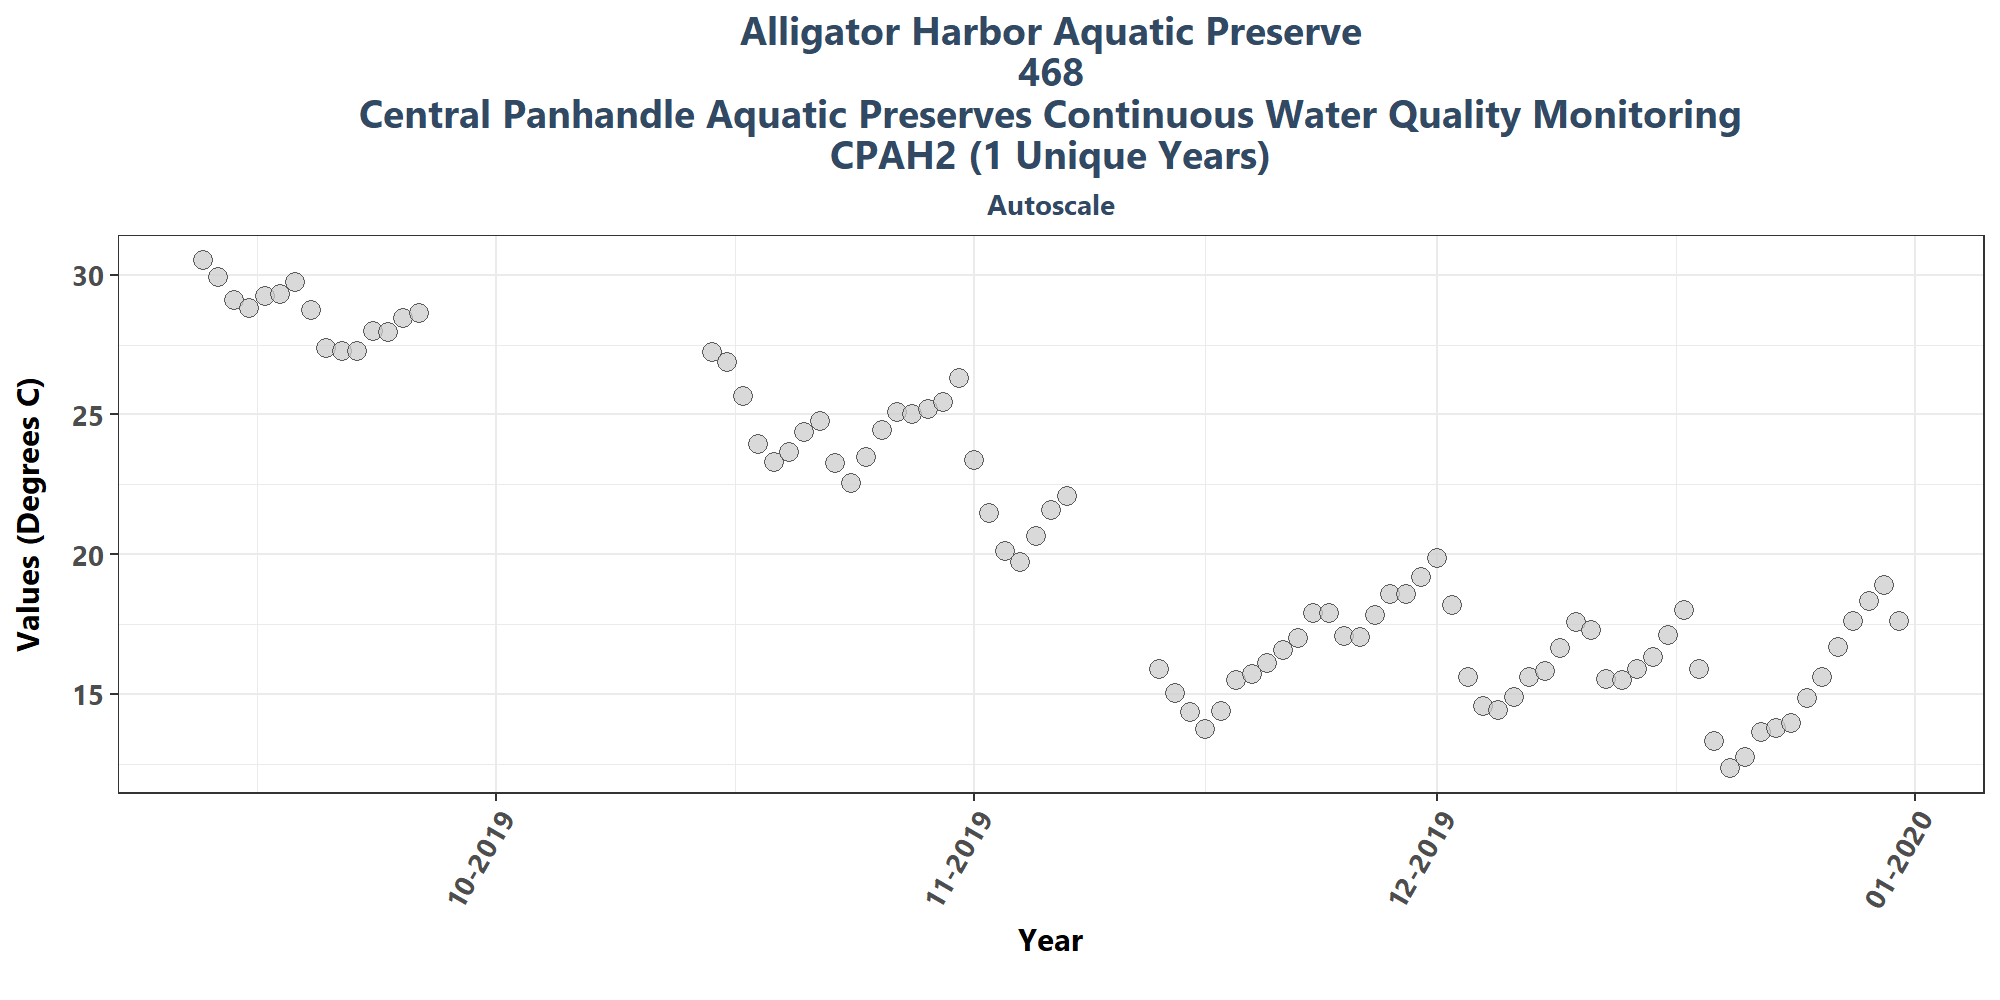 Alligator Harbor Aquatic Preserve
468
Central Panhandle Aquatic Preserves Continuous Water Quality Monitoring
CPAH2 (1 Unique Years)
Autoscale
Values (Degrees C)
30
25
20
15
10-2019
11-2019
12-2019
01-2020
Year